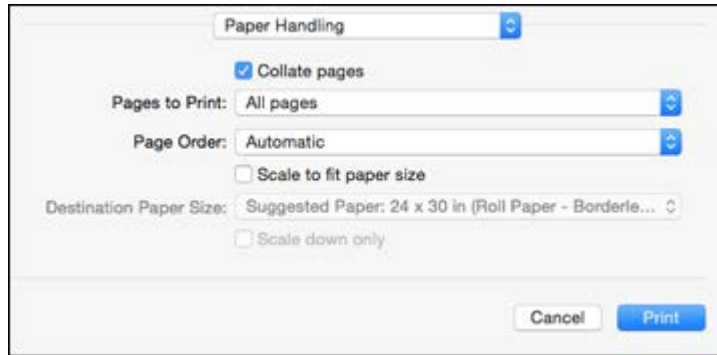 Paper Handling
Collate pages
Pages to Print: All pages
Page Order: Automatic
Scale to fit paper size
Destination Paper Size: Suggested Paper: 24 x 30 in (Roll Paper - Borderle...
Scale down only
Cancel Print